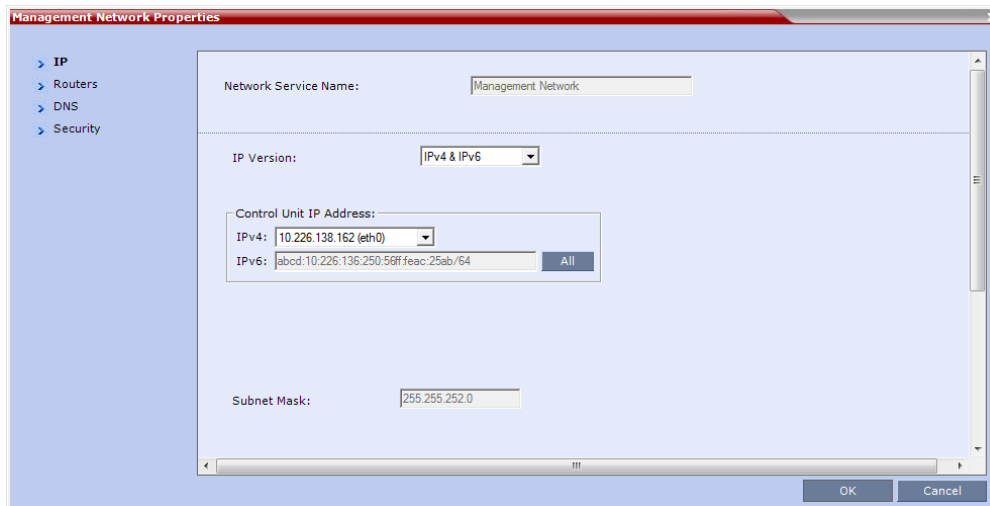 Management Network Properties
IP
Routers
DNS
Security
Network Service Name: Management Network
IP Version: IPv4 & IPv6
Control Unit IP Address:
IPv4: 10.226.138.162 (eth0)
IPv6: abcd:10:226:136:250:56ff:feac:25ab/64 All
Subnet Mask: 255.255.252.0
OK Cancel